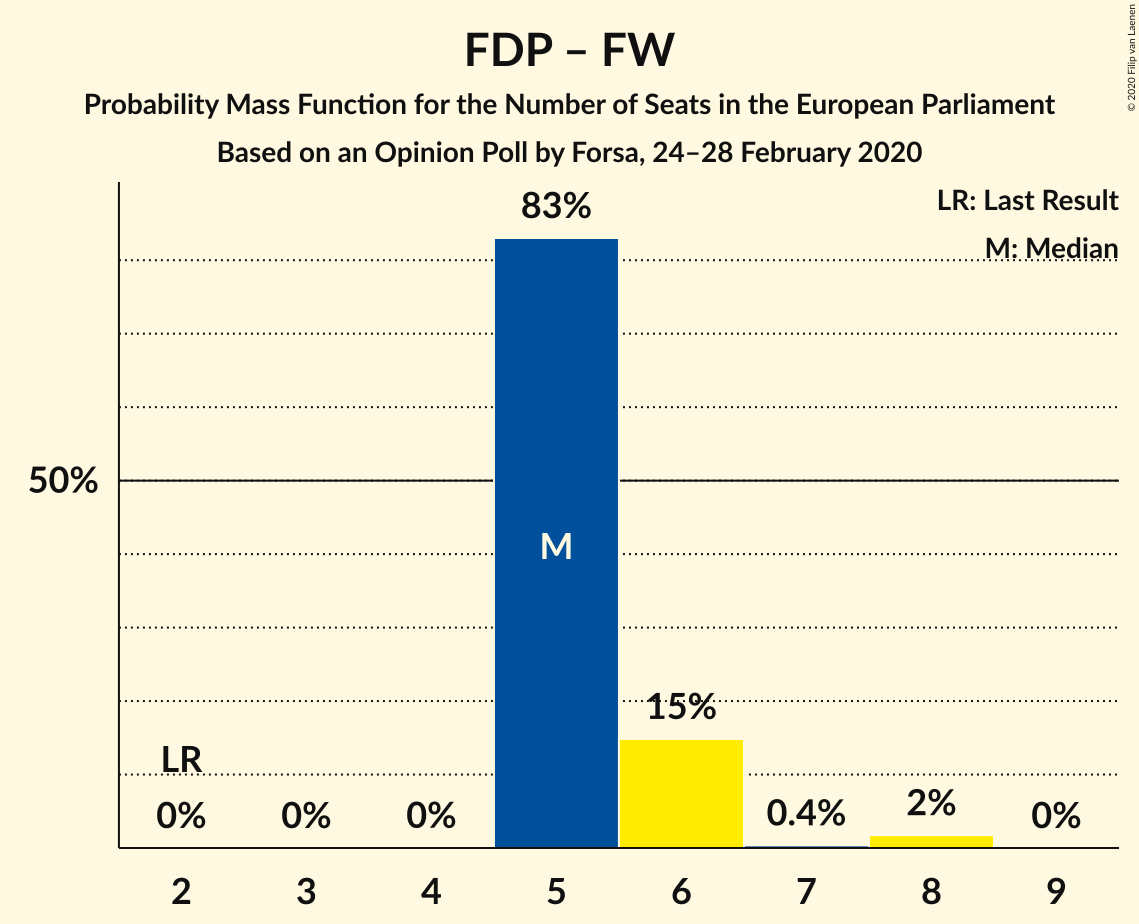 FDP – FW
Probability Mass Function for the Number of Seats in the European Parliament
Based on an Opinion Poll by Forsa, 24–28 February 2020
© 2020 Filip van Laenen
LR: Last Result
M: Median
83%
50%
M
15%
LR
0% 0% 0% 0.4% 2% 0%
2 3 4 5 6 7 8 9